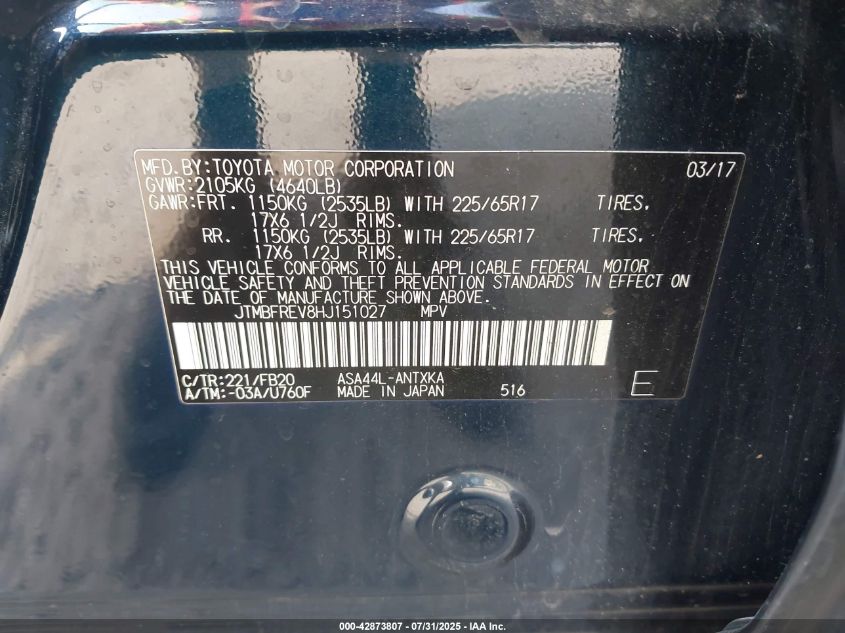 MFD.BY:TOYOTA MOTOR CORPORATION 03/17
GVWR:2105KG (4640LB)
GAWR:FRT. 1150KG (2535LB) WITH 225/65R17 TIRES,
17X6 1/2J RIMS.
RR. 1150KG (2535LB) WITH 225/65R17 TIRES,
17X6 1/2J RIMS.
THIS VEHICLE CONFORMS TO ALL APPLICABLE FEDERAL MOTOR
VEHICLE SAFETY AND THEFT PREVENTION STANDARDS IN EFFECT ON
THE DATE OF MANUFACTURE SHOWN ABOVE.
JTMBFREV8HJ151027 MPV
C/TR:221/FB20 ASA44L-ANTXKA
A/TM:-03A/U760F MADE IN JAPAN 516 E
000-42873807 - 07/31/2025 - IAA Inc.